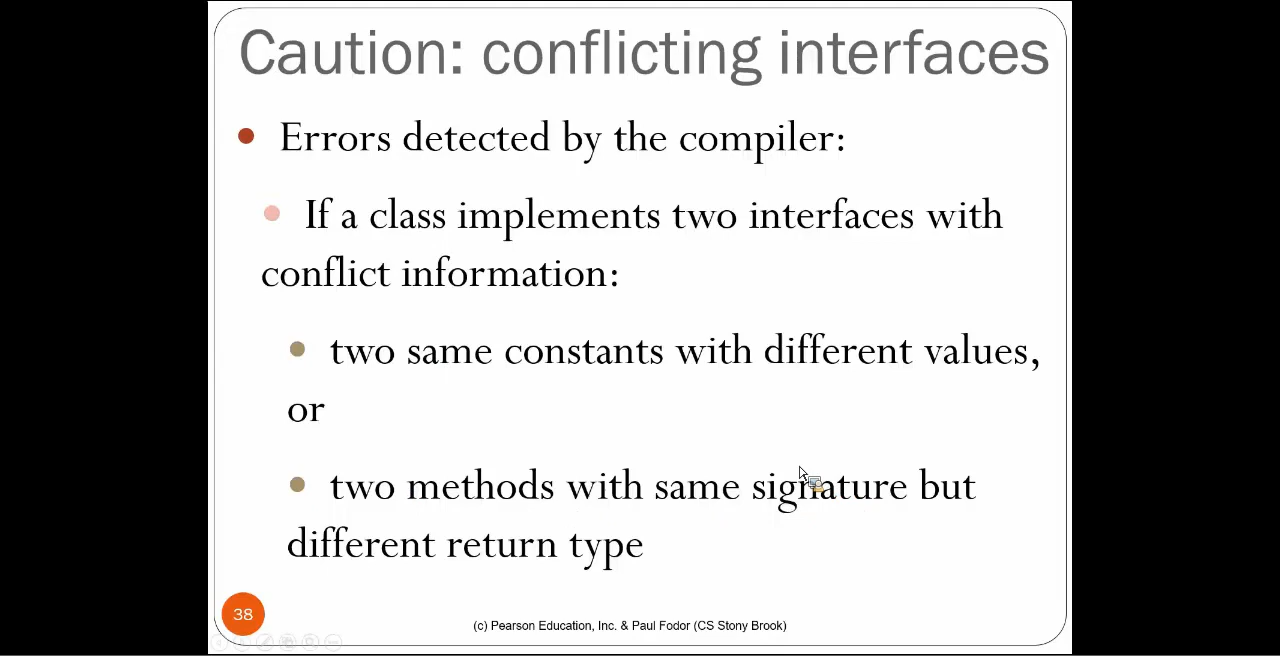 Caution: conflicting interfaces
Errors detected by the compiler:
If a class implements two interfaces with
conflict information:
two same constants with different values,
or
two methods with same signature but
different return type
38
(c) Pearson Education, Inc. & Paul Fodor (CS Stony Brook)